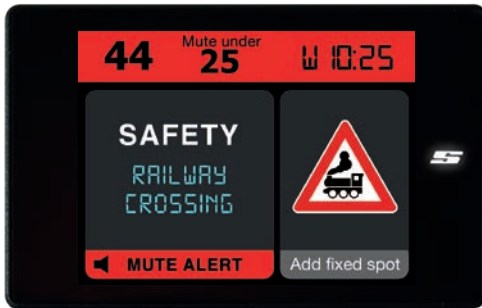 44
Mute under
25
W 10:25
SAFETY
RAILWAY
CROSSING
MUTE ALERT
Add fixed spot